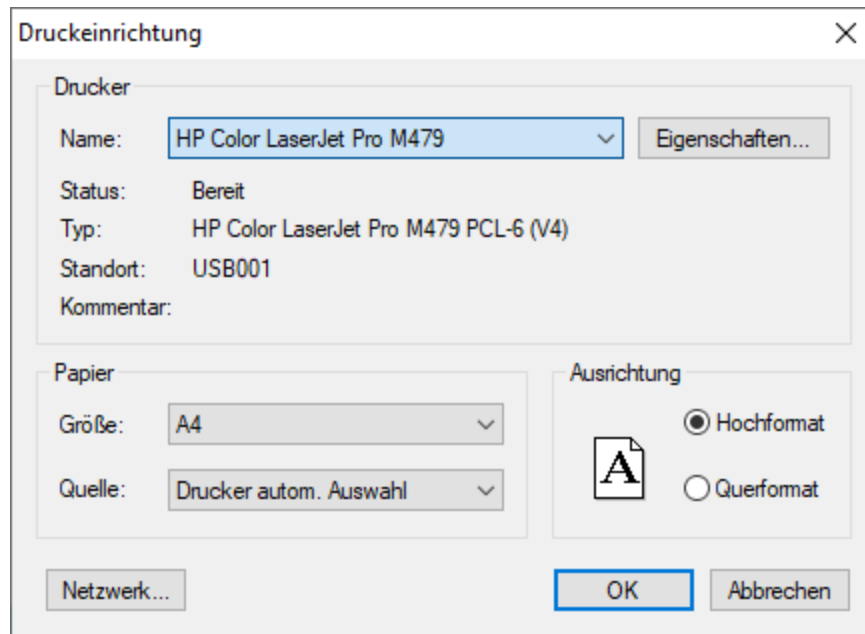 Druckeinrichtung
Drucker
Name: HP Color LaserJet Pro M479 Eigenschaften...
Status: Bereit
Typ: HP Color LaserJet Pro M479 PCL-6 (V4)
Standort: USB001
Kommentar:
Papier
Größe: A4
Quelle: Drucker autom. Auswahl
Ausrichtung
A
Hochformat
Querformat
Netzwerk... OK Abbrechen